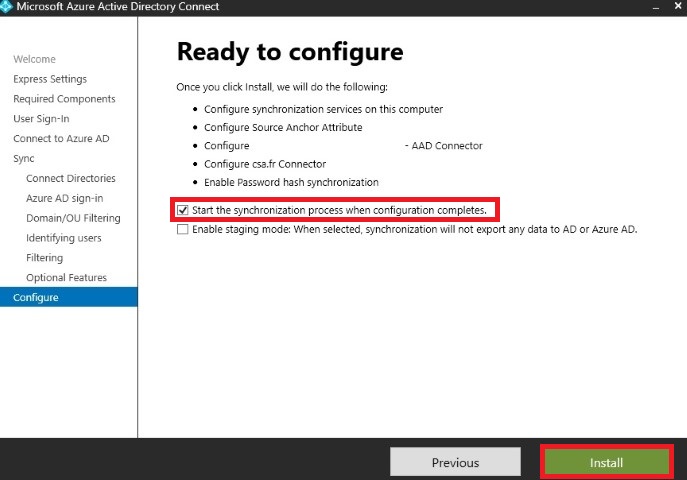 Microsoft Azure Active Directory Connect
Welcome
Express Settings
Required Components
User Sign-In
Connect to Azure AD
Sync
Connect Directories
Azure AD sign-in
Domain/OU Filtering
Identifying users
Filtering
Optional Features
Configure
Ready to configure
Once you click Install, we will do the following:
• Configure synchronization services on this computer
• Configure Source Anchor Attribute
• Configure - AAD Connector
• Configure csa.fr Connector
• Enable Password hash synchronization
Start the synchronization process when configuration completes.
Enable staging mode: When selected, synchronization will not export any data to AD or Azure AD.
Previous
Install